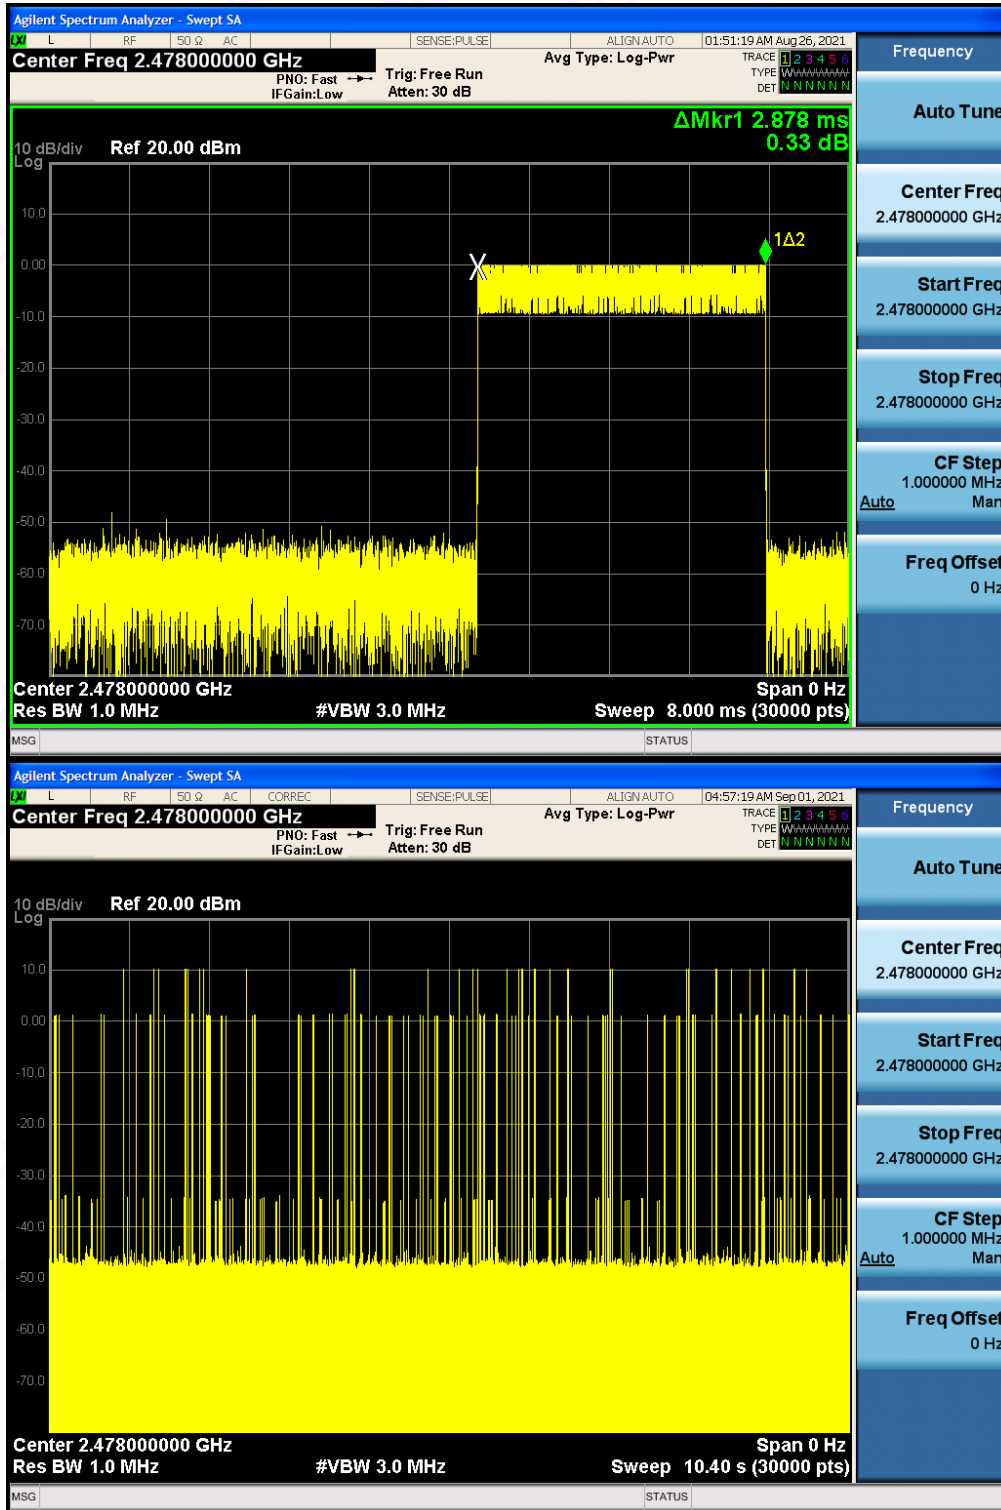 Agilent Spectrum Analyzer - Swept SA
LXI L RF 50 Ω AC SENSE:PULSE ALIGN AUTO 01:51:19 AM Aug 26, 2021
Center Freq 2.478000000 GHz
PNO: Fast
IFGain:Low
Trig: Free Run
Atten: 30 dB
Avg Type: Log-Pwr
TRACE 1 2 3 4 5 6
TYPE W
DET N N N N N N
ΔMkr1 2.878 ms
0.33 dB
10 dB/div Ref 20.00 dBm
Log
10.0
0.00
-10.0
-20.0
-30.0
-40.0
-50.0
-60.0
-70.0
1Δ2
X
Center 2.478000000 GHz Span 0 Hz
Res BW 1.0 MHz #VBW 3.0 MHz Sweep 8.000 ms (30000 pts)
MSG STATUS
Frequency
Auto Tune
Center Freq
2.478000000 GHz
Start Freq
2.478000000 GHz
Stop Freq
2.478000000 GHz
CF Step
1.000000 MHz
Auto Man
Freq Offset
0 Hz
Agilent Spectrum Analyzer - Swept SA
LXI L RF 50 Ω AC CORREC SENSE:PULSE ALIGN AUTO 04:57:19 AM Sep 01, 2021
Center Freq 2.478000000 GHz
PNO: Fast
IFGain:Low
Trig: Free Run
Atten: 30 dB
Avg Type: Log-Pwr
TRACE 1 2 3 4 5 6
TYPE W
DET N N N N N N
10 dB/div Ref 20.00 dBm
Log
10.0
0.00
-10.0
-20.0
-30.0
-40.0
-50.0
-60.0
-70.0
Center 2.478000000 GHz Span 0 Hz
Res BW 1.0 MHz #VBW 3.0 MHz Sweep 10.40 s (30000 pts)
MSG STATUS
Frequency
Auto Tune
Center Freq
2.478000000 GHz
Start Freq
2.478000000 GHz
Stop Freq
2.478000000 GHz
CF Step
1.000000 MHz
Auto Man
Freq Offset
0 Hz